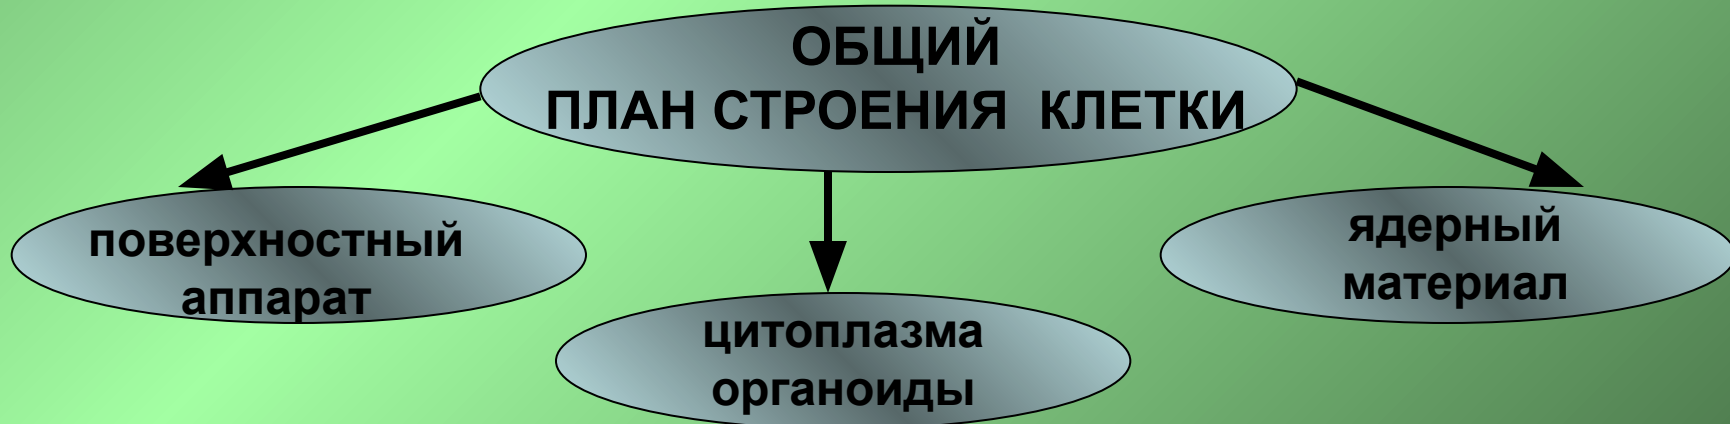 ОБЩИЙ
ПЛАН СТРОЕНИЯ КЛЕТКИ
поверхностный
аппарат
цитоплазма
органоиды
ядерный
материал